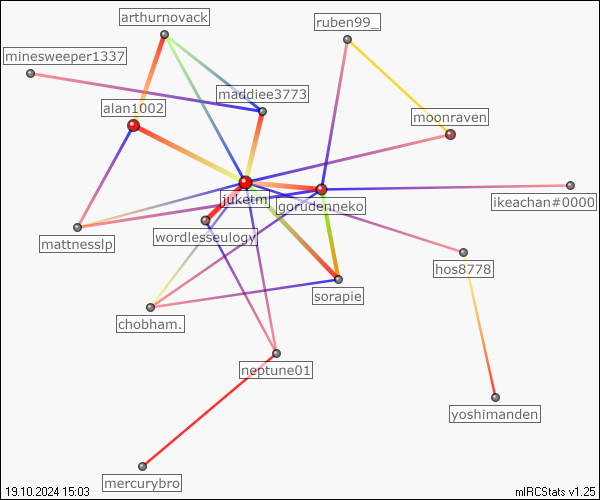 arthurnovack
ruben99_
minesweeper1337
maddiee3773
alan1002
moonraven
juketm
gorudenneko
ikeachan#0000
wordlesseulogy
mattnesslp
hos8778
sorapie
chobham.
neptune01
yoshimanden
mercurybro
19.10.2024 15:03
mIRCStats v1.25